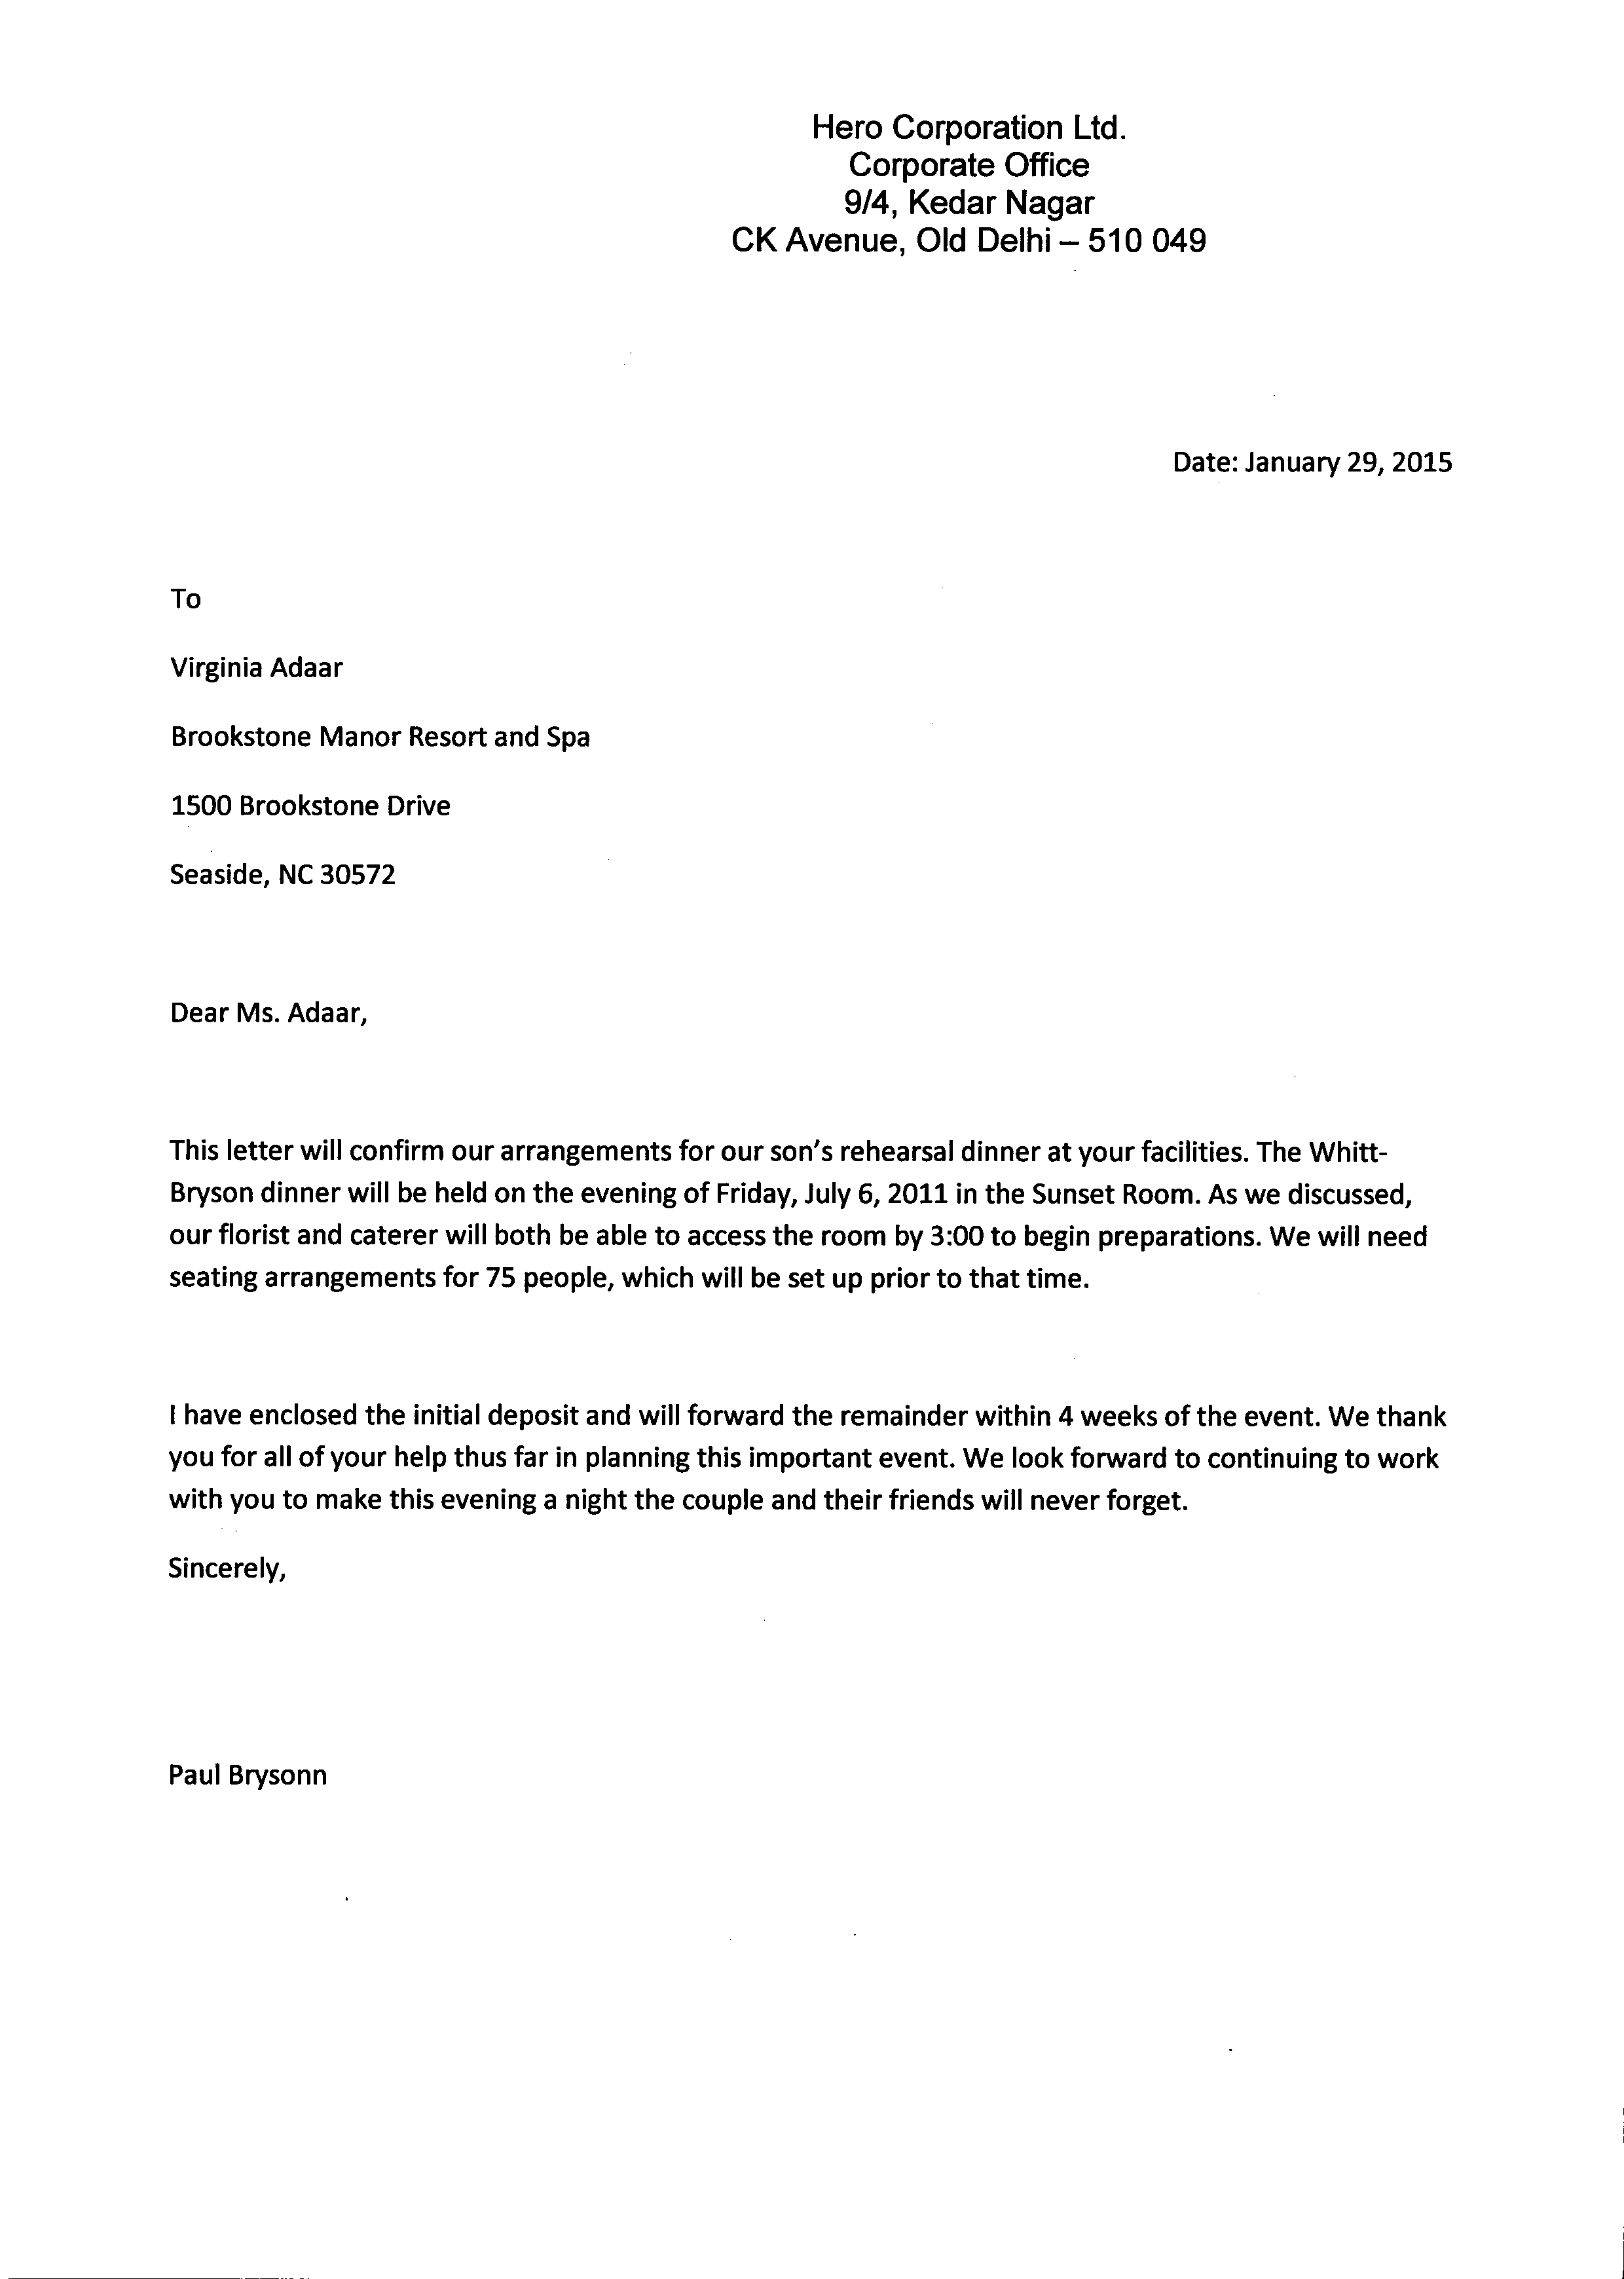 Hero Corporation Ltd.
Corporate Office
9/4, Kedar Nagar
CK Avenue, Old Delhi – 510 049
Date: January 29, 2015
To
Virginia Adaar
Brookstone Manor Resort and Spa
1500 Brookstone Drive
Seaside, NC 30572
Dear Ms. Adaar,
This letter will confirm our arrangements for our son's rehearsal dinner at your facilities. The Whitt-
Bryson dinner will be held on the evening of Friday, July 6, 2011 in the Sunset Room. As we discussed,
our florist and caterer will both be able to access the room by 3:00 to begin preparations. We will need
seating arrangements for 75 people, which will be set up prior to that time.
I have enclosed the initial deposit and will forward the remainder within 4 weeks of the event. We thank
you for all of your help thus far in planning this important event. We look forward to continuing to work
with you to make this evening a night the couple and their friends will never forget.
Sincerely,
Paul Brysonn